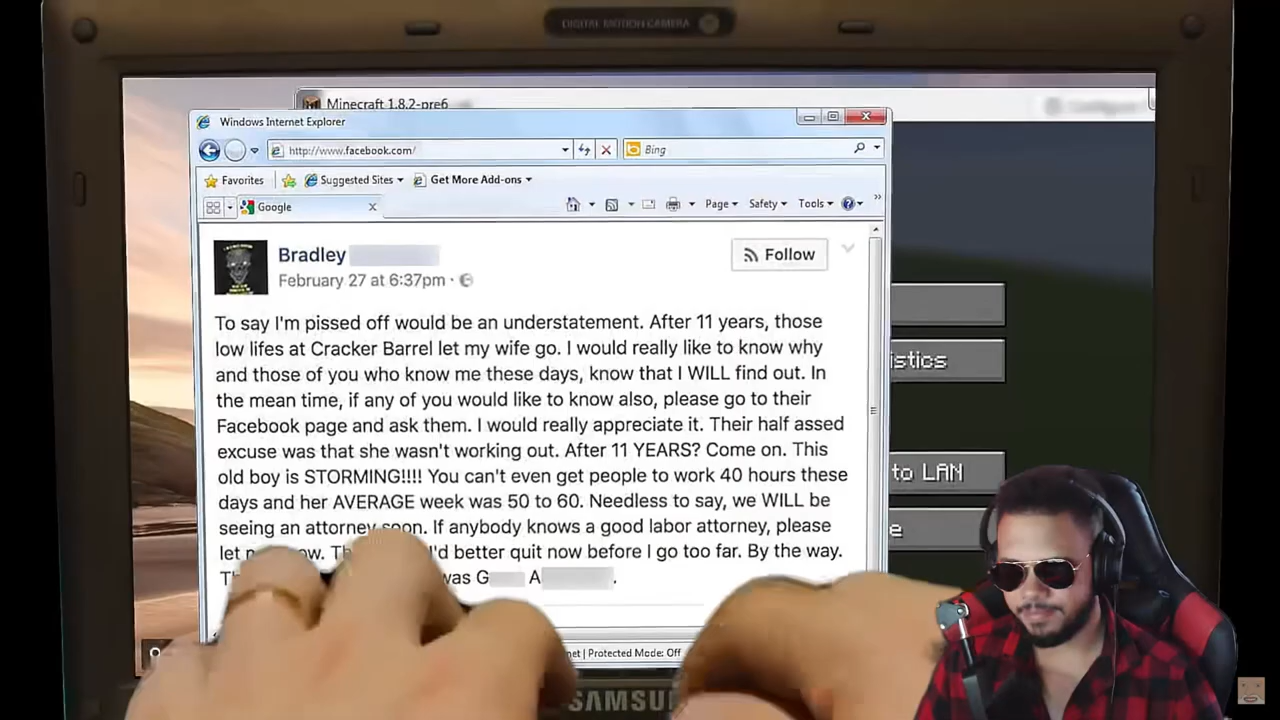 DIGITAL MOTION CAMERA
Minecraft 1.8.2-pre6
Windows Internet Explorer
http://www.facebook.com/
Bing
Favorites Suggested Sites Get More Add-ons
Google
Page Safety Tools
Bradley
Follow
February 27 at 6:37pm
To say I'm pissed off would be an understatement. After 11 years, those
low lifes at Cracker Barrel let my wife go. I would really like to know why
and those of you who know me these days, know that I WILL find out. In
the mean time, if any of you would like to know also, please go to their
Facebook page and ask them. I would really appreciate it. Their half assed
excuse was that she wasn't working out. After 11 YEARS? Come on. This
old boy is STORMING!!!! You can't even get people to work 40 hours these
days and her AVERAGE week was 50 to 60. Needless to say, we WILL be
seeing an attorney soon. If anybody knows a good labor attorney, please
let I'd better quit now before I go too far. By the way.
was G A .
istics
to LAN
| Protected Mode: Off
SAMSU